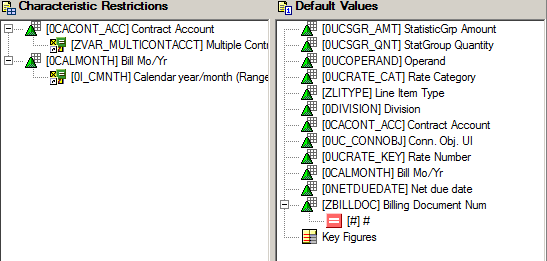 Characteristic Restrictions
[0CACONT_ACC] Contract Account
[ZVAR_MULTICONTACCT] Multiple Contr
[0CALMONTH] Bill Mo/Yr
[0I_CMNTH] Calendar year/month (Range
Default Values
[0UCSGR_AMT] StatisticGrp Amount
[0UCSGR_QNT] StatGroup Quantity
[0UCOPERAND] Operand
[0UCRATE_CAT] Rate Category
[ZLITYPE] Line Item Type
[0DIVISION] Division
[0CACONT_ACC] Contract Account
[0UC_CONNOBJ] Conn. Obj. UI
[0UCRATE_KEY] Rate Number
[0CALMONTH] Bill Mo/Yr
[0NETDUEDATE] Net due date
[ZBILLDOC] Billing Document Num
[#] #
Key Figures